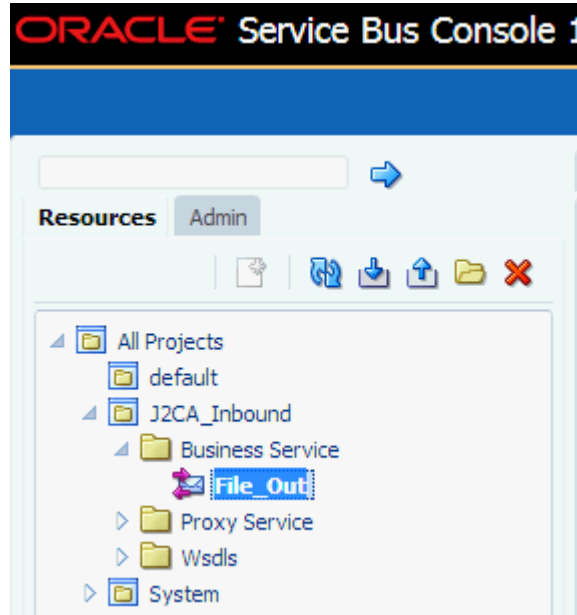 ORACLE Service Bus Console 1
Resources Admin
All Projects
default
J2CA_Inbound
Business Service
File_Out
Proxy Service
Wsdls
System